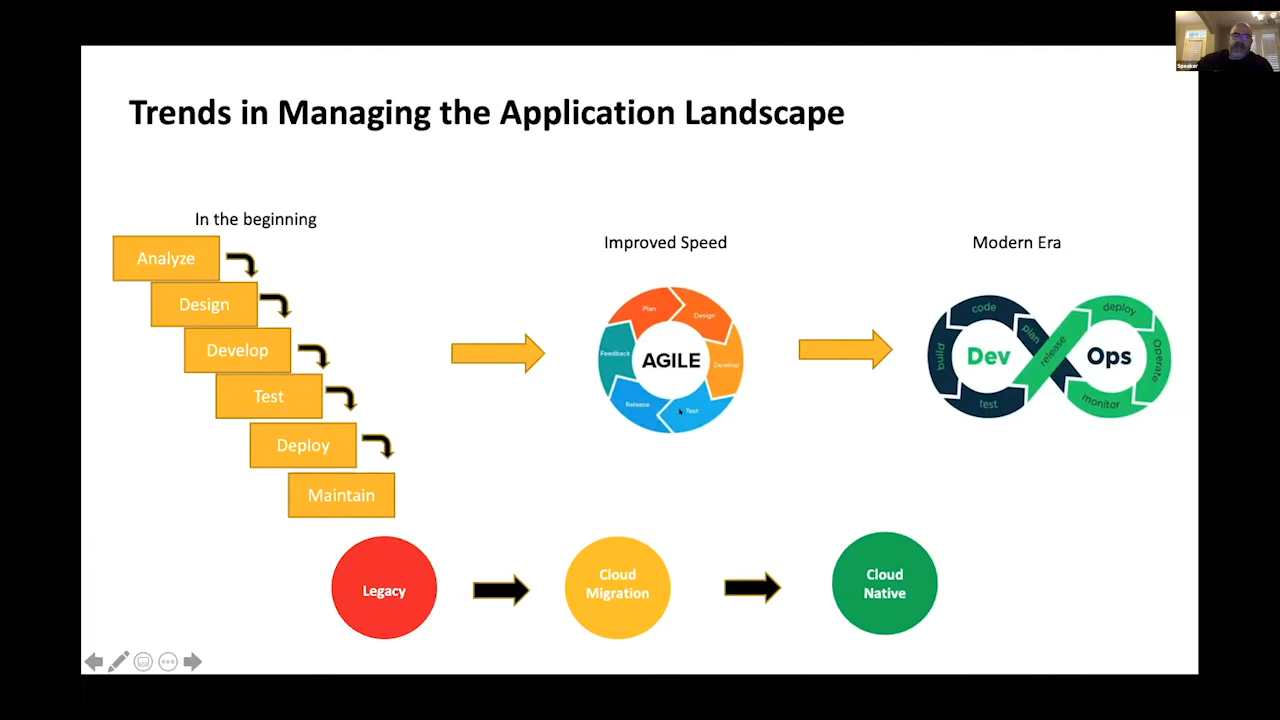 Speaker
Trends in Managing the Application Landscape
In the beginning
Analyze
Design
Develop
Test
Deploy
Maintain
Improved Speed
Plan
Design
Develop
Test
Release
Feedback
AGILE
Modern Era
code
plan
build
test
release
deploy
Operate
monitor
Dev
Ops
Legacy
Cloud
Migration
Cloud
Native